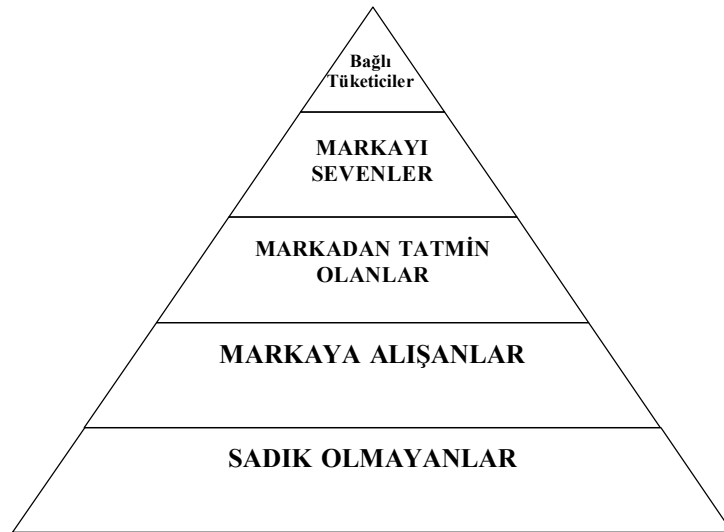 Bağlı
Tüketiciler
MARKAYI
SEVENLER
MARKADAN TATMİN
OLANLAR
MARKAYA ALIŞANLAR
SADIK OLMAYANLAR